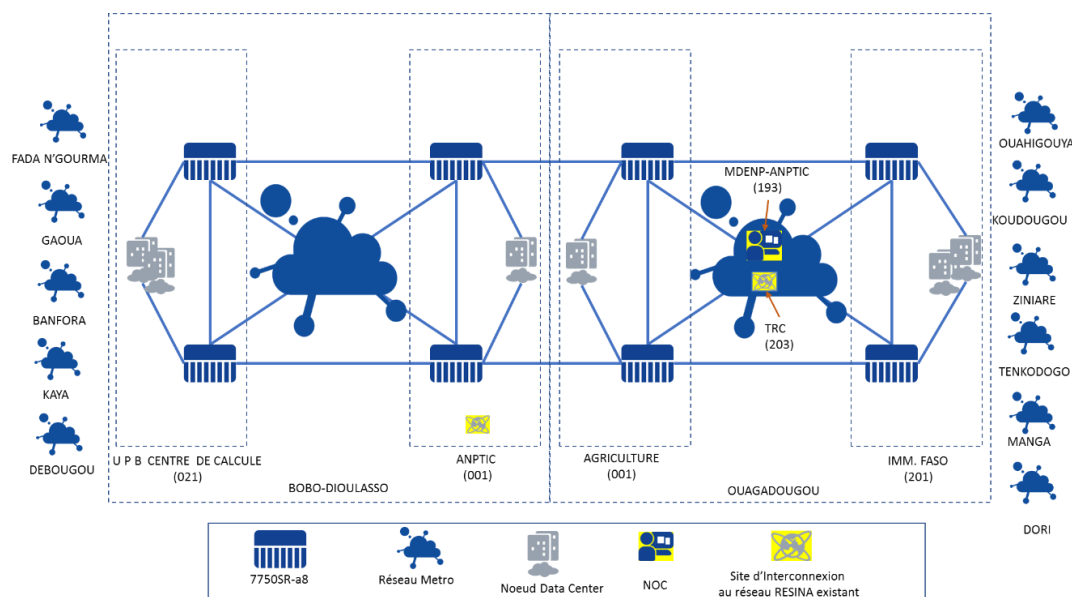 FADA N'GOURMA
GAOUA
BANFORA
KAYA
DEBOUGOU
U P B CENTRE DE CALCULE
(021)
ANPTIC
(001)
BOBO-DIOULASSO
AGRICULTURE
(001)
IMM. FASO
(201)
OUAGADOUGOU
MDENP-ANPTIC
(193)
TRC
(203)
OUAHIGOUYA
KOUDOUGOU
ZINIARE
TENKODOGO
MANGA
DORI
7750SR-a8
Réseau Metro
Noeud Data Center
NOC
Site d'Interconnexion
au réseau RESINA existant